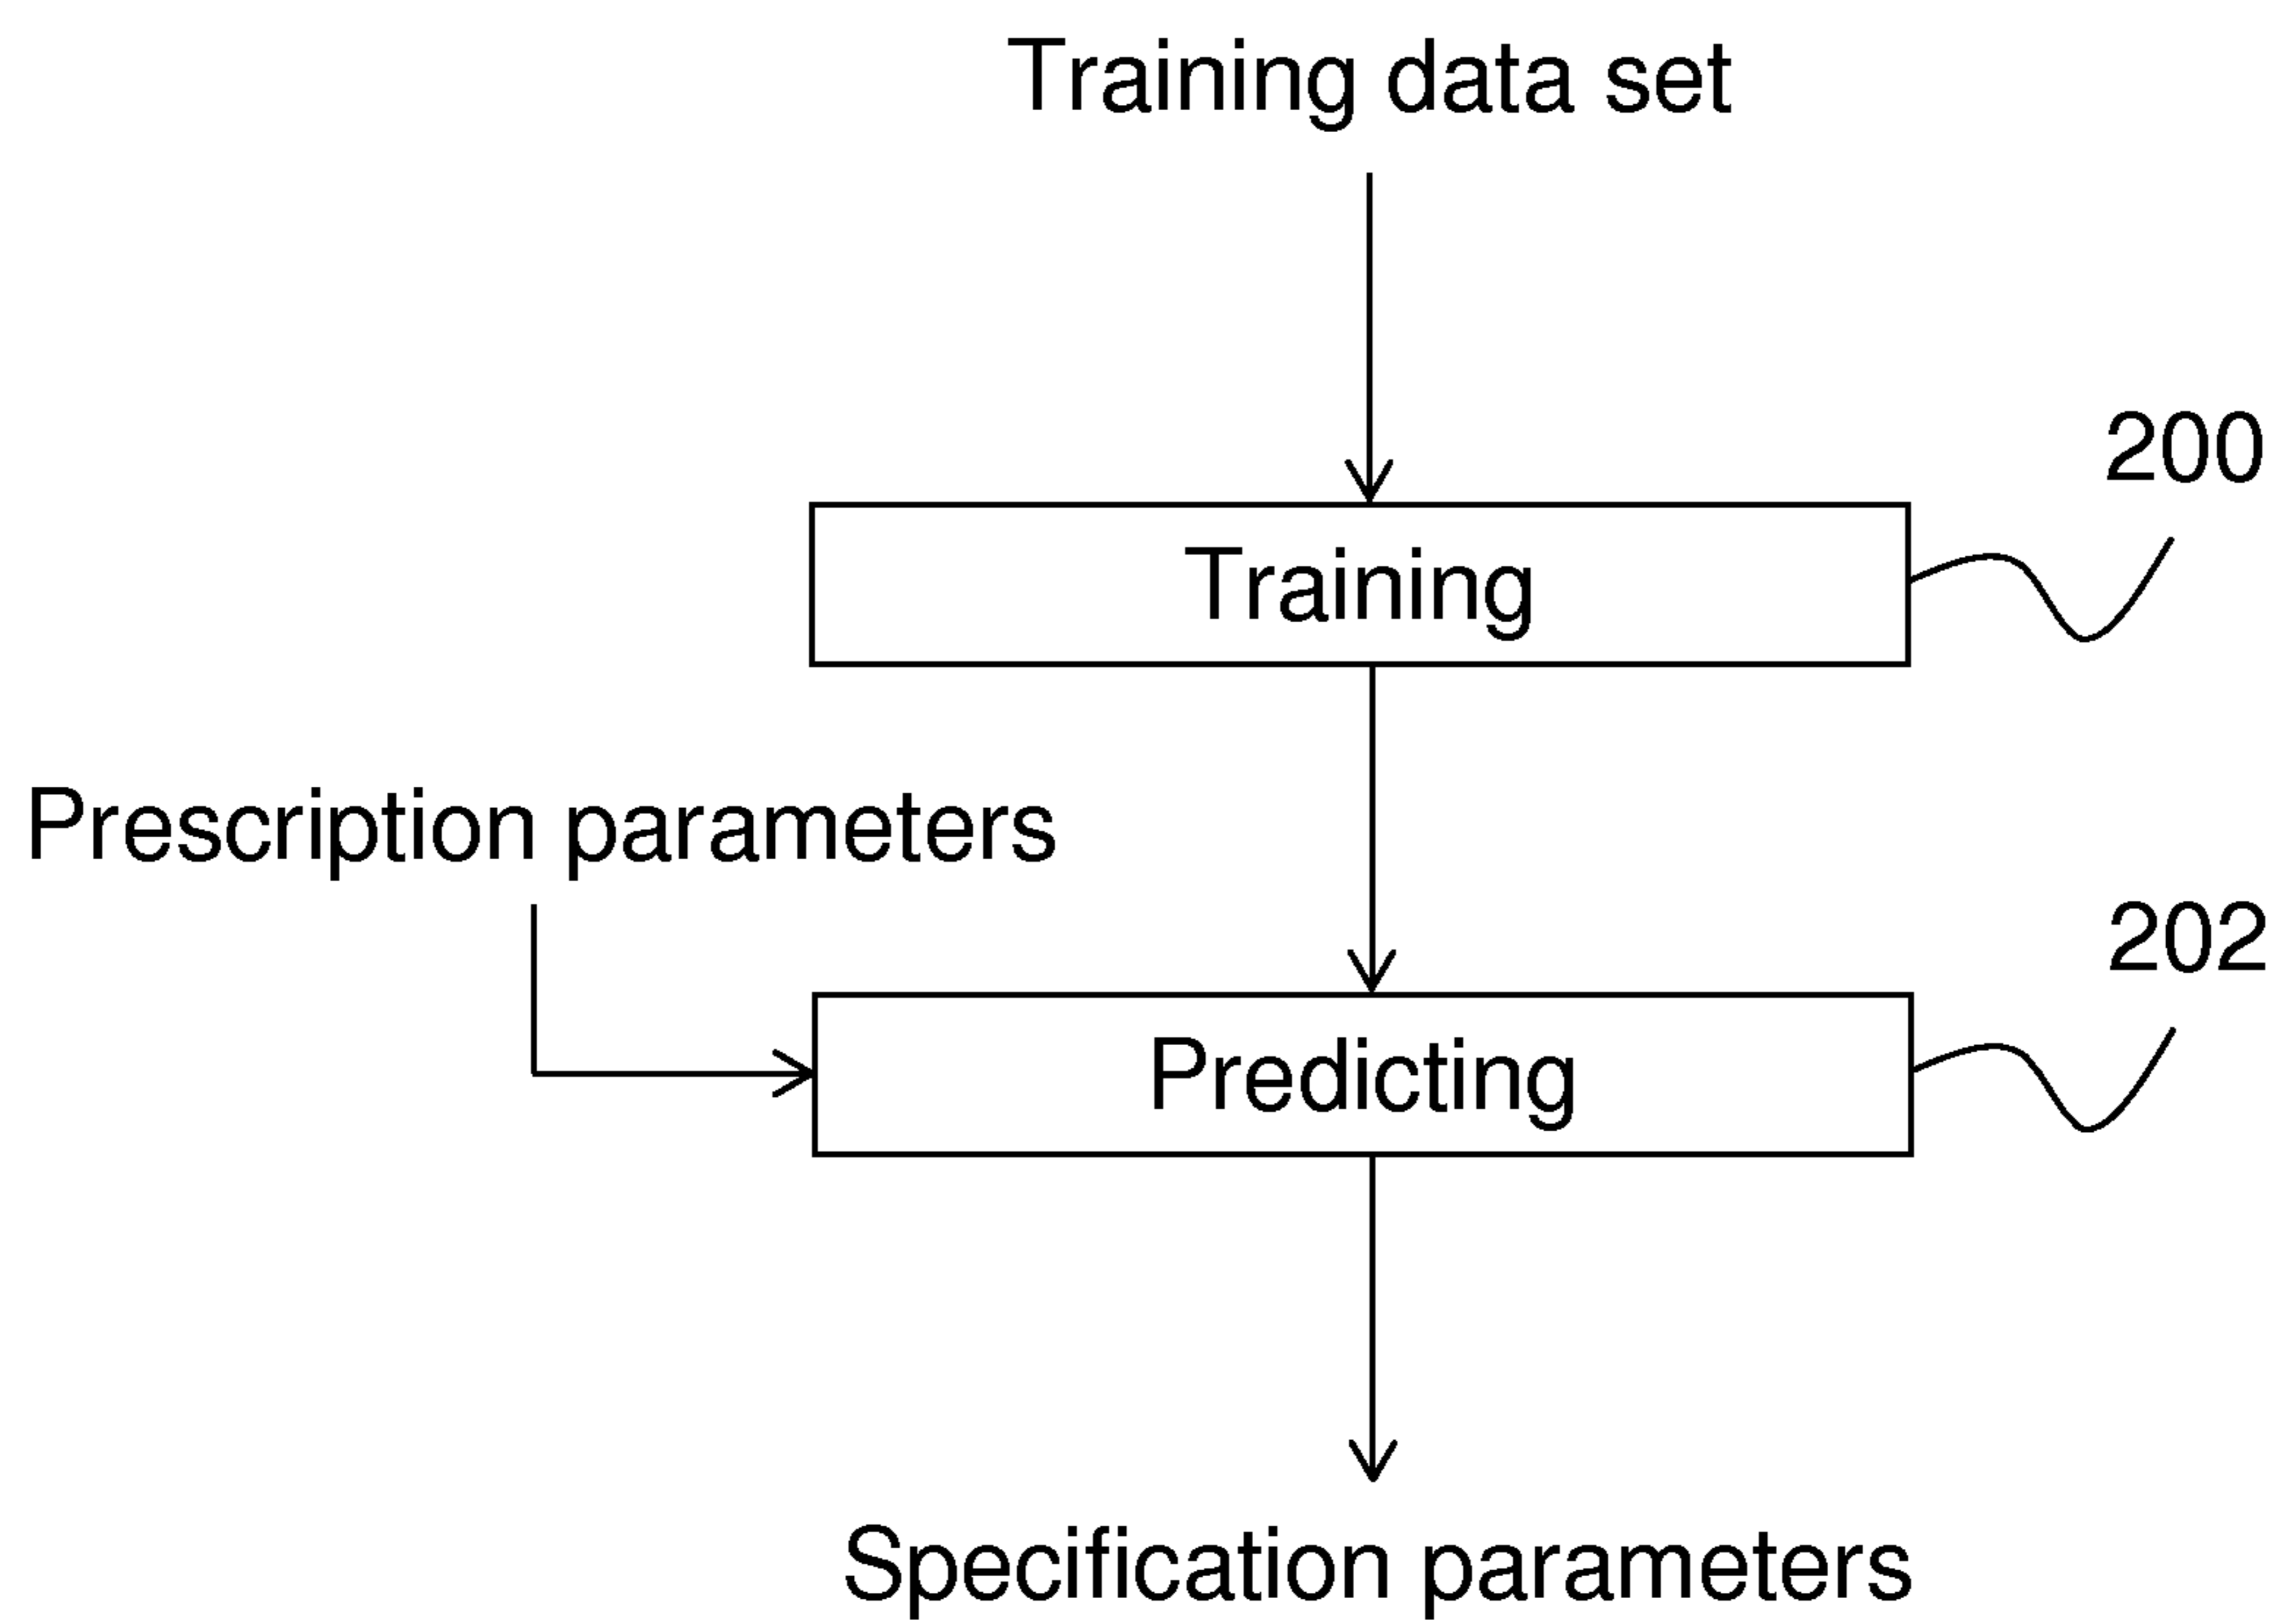 Training data set
200
Training
Prescription parameters
202
Predicting
Specification parameters